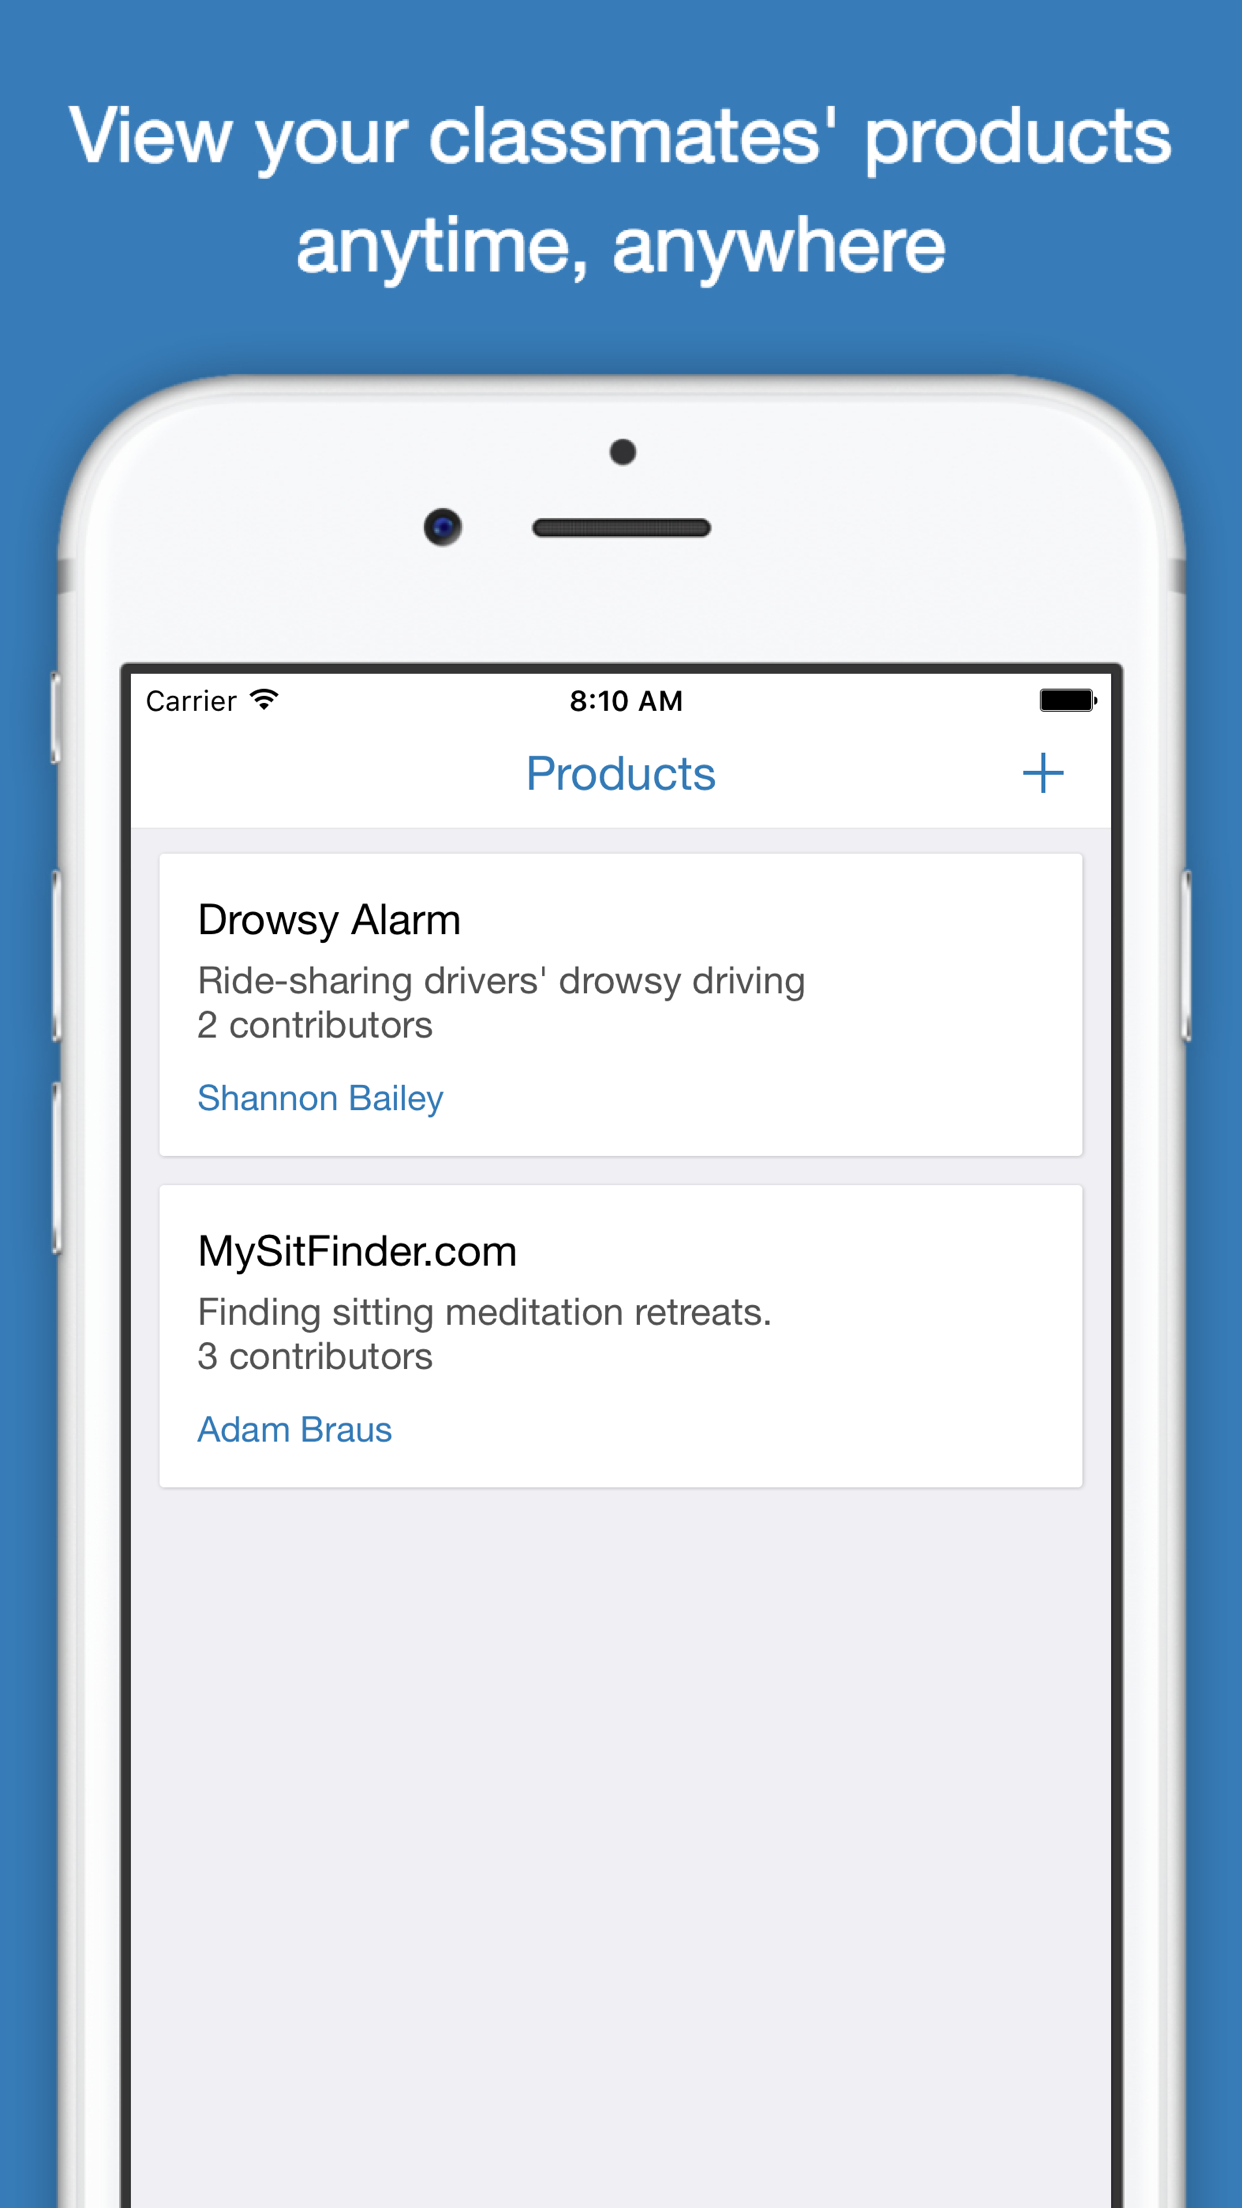 View your classmates' products
anytime, anywhere
Carrier 8:10 AM
Products +
Drowsy Alarm
Ride-sharing drivers' drowsy driving
2 contributors
Shannon Bailey
MySitFinder.com
Finding sitting meditation retreats.
3 contributors
Adam Braus